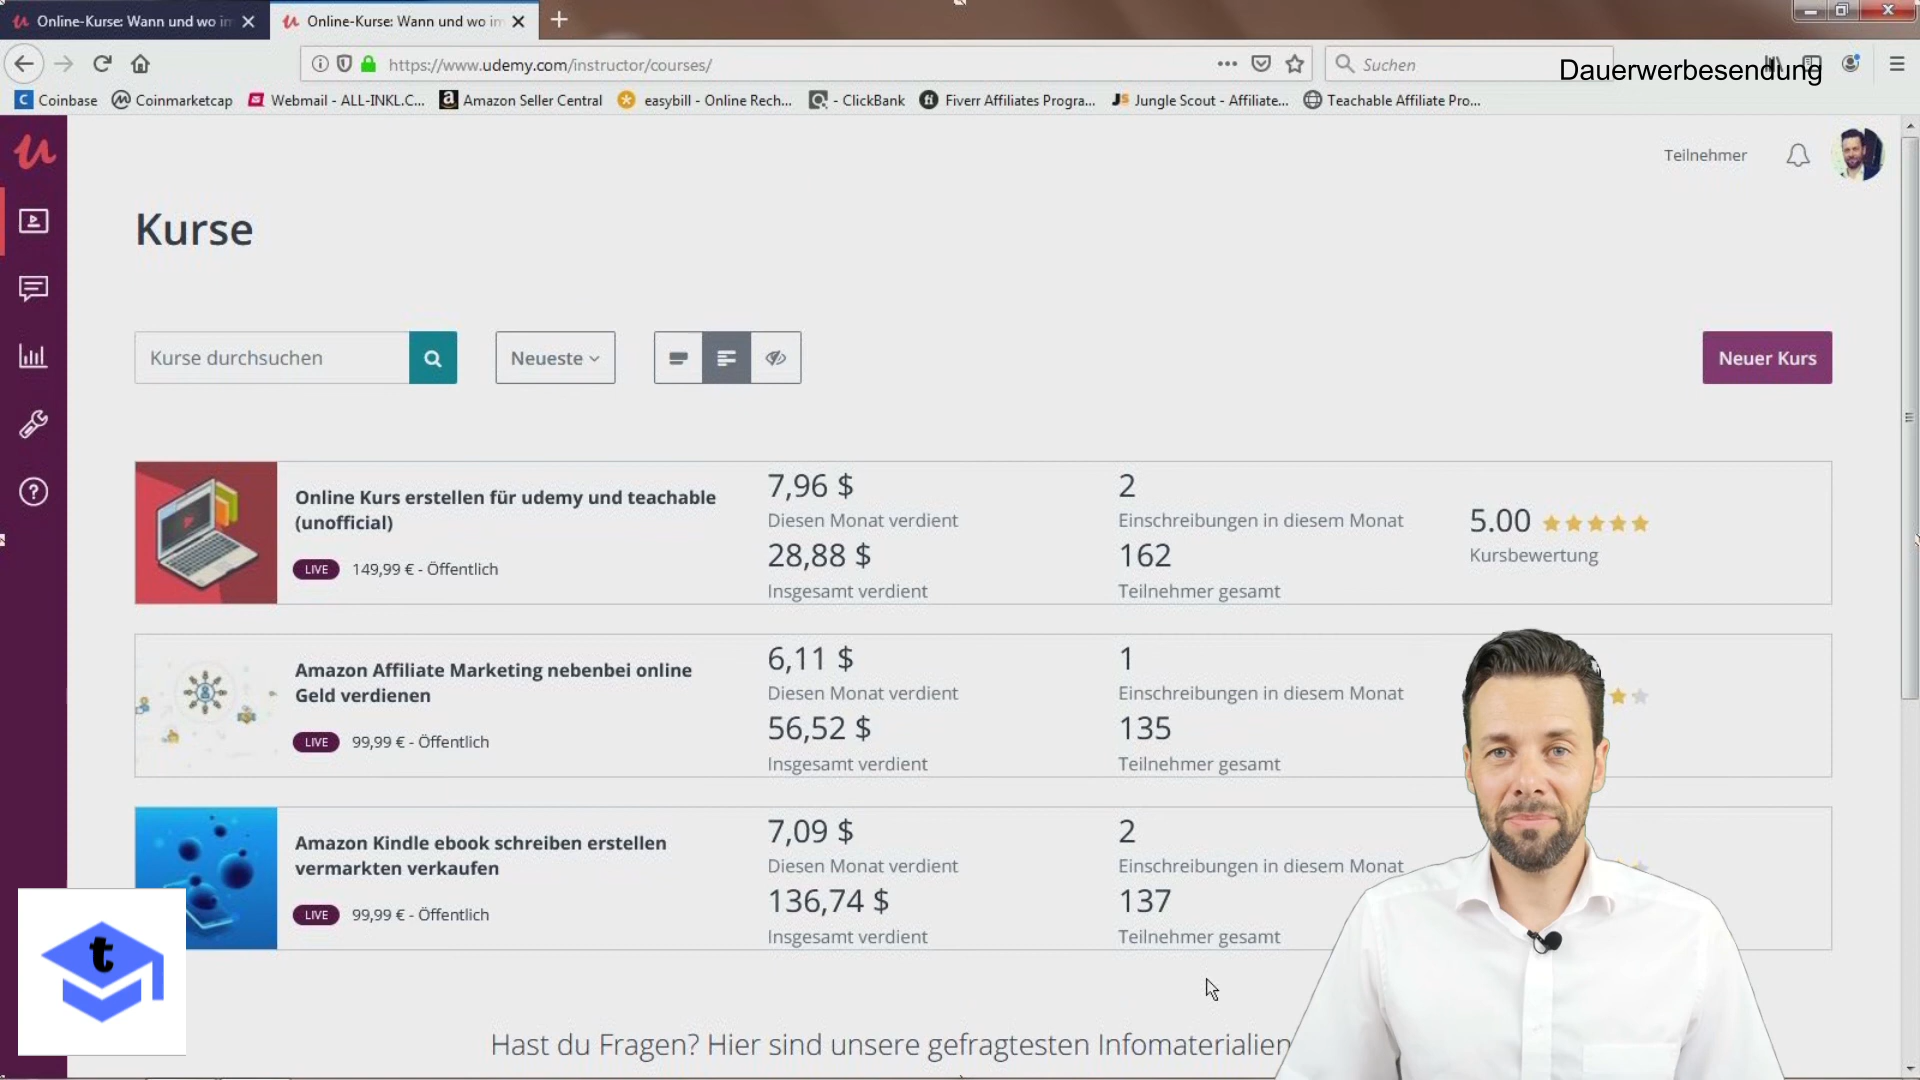 Online-Kurse: Wann und wo im
Online-Kurse: Wann und wo im
https://www.udemy.com/instructor/courses/
Suchen
Dauerwerbesendung
Coinbase
Coinmarketcap
Webmail - ALL-INKL.C...
Amazon Seller Central
easybill - Online Rech...
- ClickBank
Fiverr Affiliates Progra...
Jungle Scout - Affiliate...
Teachable Affiliate Pro...
Teilnehmer
Kurse
Kurse durchsuchen
Neueste
Neuer Kurs
Online Kurs erstellen für udemy und teachable
(unofficial)
LIVE 149,99 € - Öffentlich
7,96 $
Diesen Monat verdient
28,88 $
Insgesamt verdient
2
Einschreibungen in diesem Monat
162
Teilnehmer gesamt
5.00
Kursbewertung
Amazon Affiliate Marketing nebenbei online
Geld verdienen
LIVE 99,99 € - Öffentlich
6,11 $
Diesen Monat verdient
56,52 $
Insgesamt verdient
1
Einschreibungen in diesem Monat
135
Teilnehmer gesamt
Amazon Kindle ebook schreiben erstellen
vermarkten verkaufen
LIVE 99,99 € - Öffentlich
7,09 $
Diesen Monat verdient
136,74 $
Insgesamt verdient
2
Einschreibungen in diesem Monat
137
Teilnehmer gesamt
t
Hast du Fragen? Hier sind unsere gefragtesten Infomaterialien